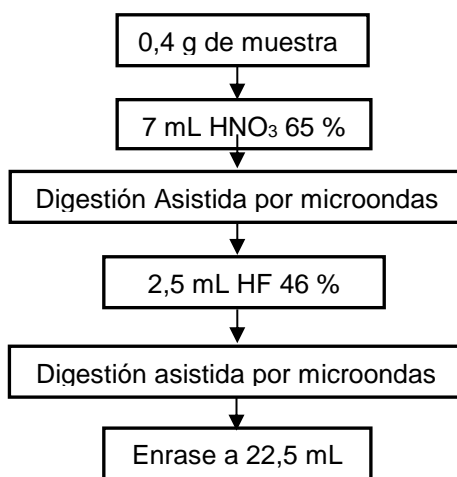 0,4 g de muestra
7 mL HNO₃ 65 %
Digestión Asistida por microondas
2,5 mL HF 46 %
Digestión asistida por microondas
Enrase a 22,5 mL